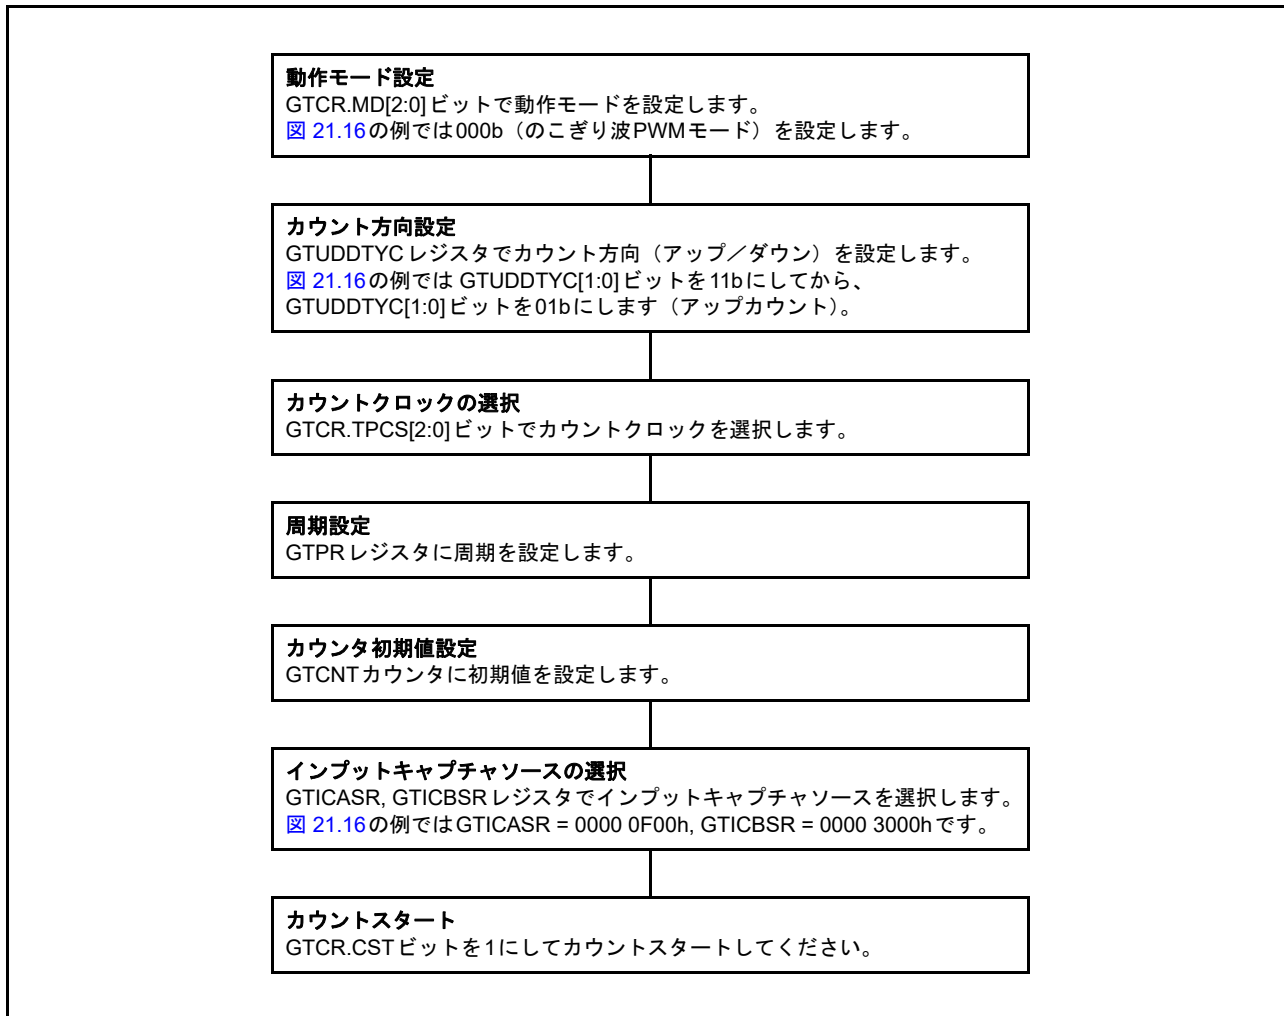 動作モード設定
GTCR.MD[2:0]ビットで動作モードを設定します。
図 21.16の例では000b（のこぎり波PWMモード）を設定します。
カウント方向設定
GTUDDTYCレジスタでカウント方向（アップ／ダウン）を設定します。
図 21.16の例では GTUDDTYC[1:0]ビットを11bにしてから、
GTUDDTYC[1:0]ビットを01bにします（アップカウント）。
カウントクロックの選択
GTCR.TPCS[2:0]ビットでカウントクロックを選択します。
周期設定
GTPRレジスタに周期を設定します。
カウンタ初期値設定
GTCNTカウンタに初期値を設定します。
インプットキャプチャソースの選択
GTICASR, GTICBSRレジスタでインプットキャプチャソースを選択します。
図 21.16の例ではGTICASR = 0000 0F00h, GTICBSR = 0000 3000hです。
カウントスタート
GTCR.CSTビットを1にしてカウントスタートしてください。